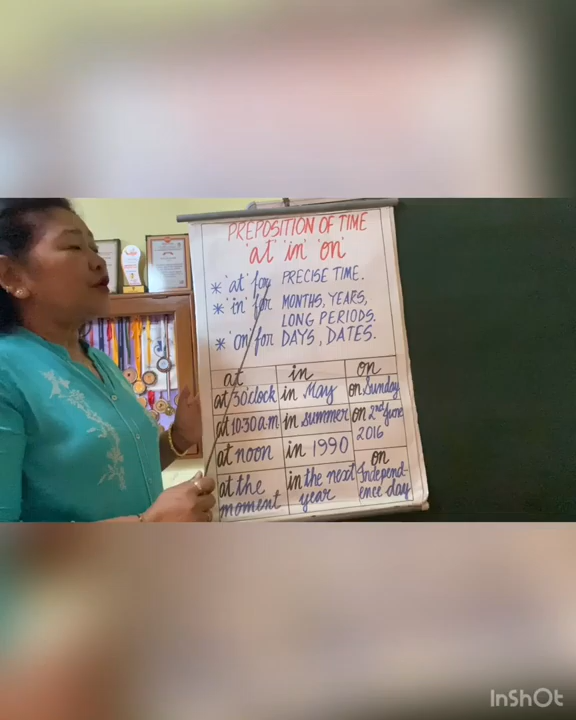 PREPOSITION OF TIME
'at' 'in' 'on'
* 'at' for PRECISE TIME.
* 'in' for MONTHS, YEARS,
LONG PERIODS.
* 'on' for DAYS, DATES.
at in on
at 3 O'clock in May on Sunday
at 10:30 am in summer on 2nd June
2016
at noon in 1990
on
at the in the next Independ-
moment year ence day
InShOt